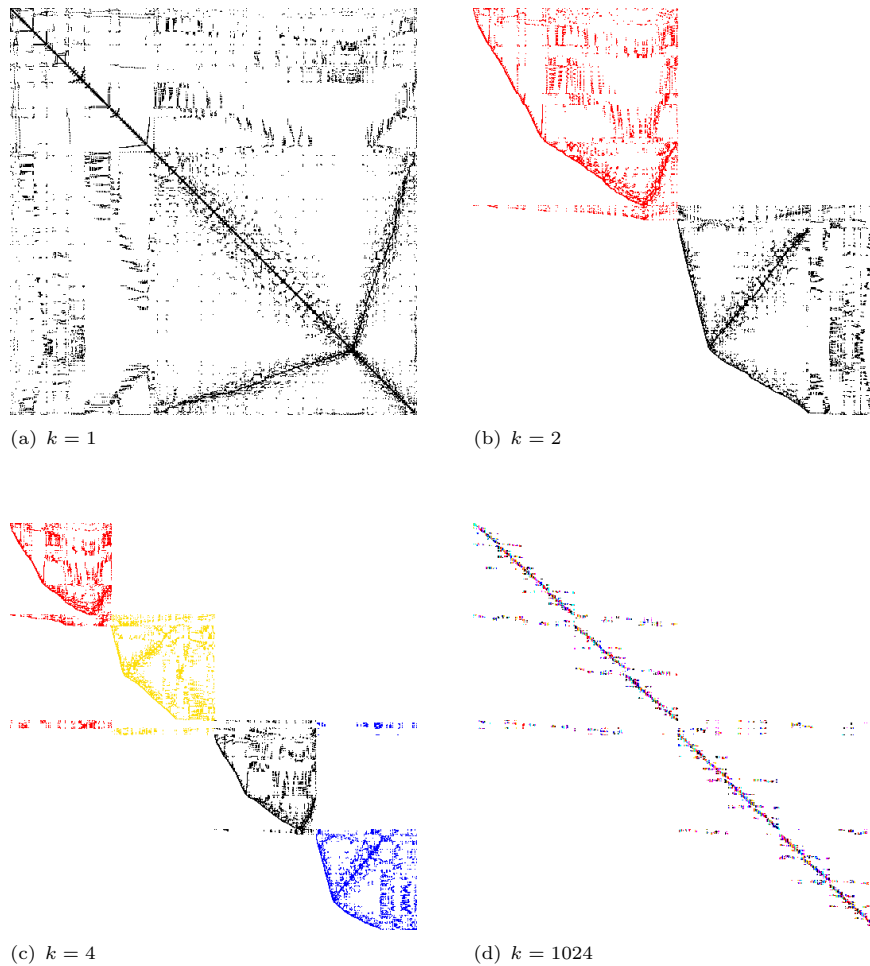 (a) k = 1
(b) k = 2
(c) k = 4
(d) k = 1024